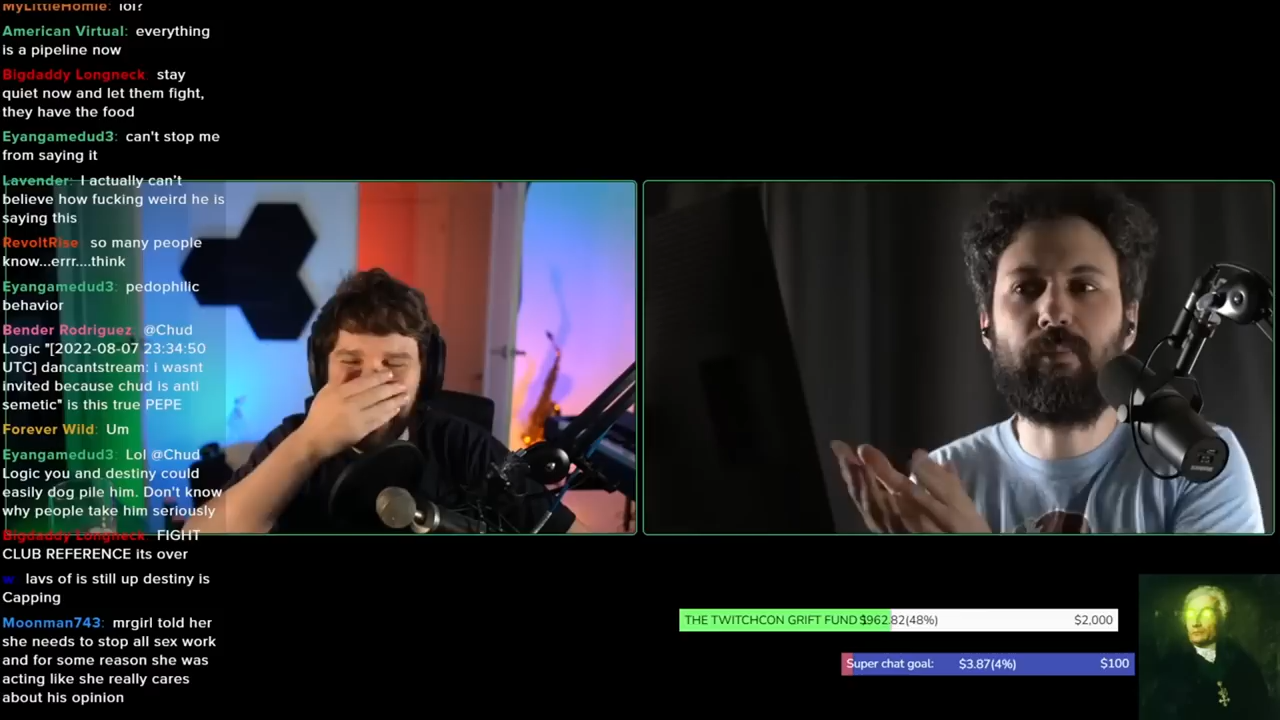 MyLittleHomie: lol?
American Virtual: everything
is a pipeline now
Bigdaddy Longneck: stay
quiet now and let them fight,
they have the food
Eyangamedud3: can't stop me
from saying it
Lavender: I actually can't
believe how fucking weird he is
saying this
RevoltRise so many people
know...errr....think
Eyangamedud3: pedophilic
behavior
Bender Rodriguez @Chud
Logic "[2022-08-07 23:34:50
UTC] dancantstream: i wasnt
invited because chud is anti
semetic" is this true PEPE
Forever Wild: Um
Eyangamedud3: Lol @Chud
Logic you and destiny could
easily dog pile him. Don't know
why people take him seriously
Bigdaddy Longneck FIGHT
CLUB REFERENCE its over
w: lavs of is still up destiny is
Capping
Moonman743: mrgirl told her
she needs to stop all sex work
and for some reason she was
acting like she really cares
about his opinion
THE TWITCHCON GRIFT FUND $962.82(48%) $2,000
Super chat goal: $3.87(4%) $100